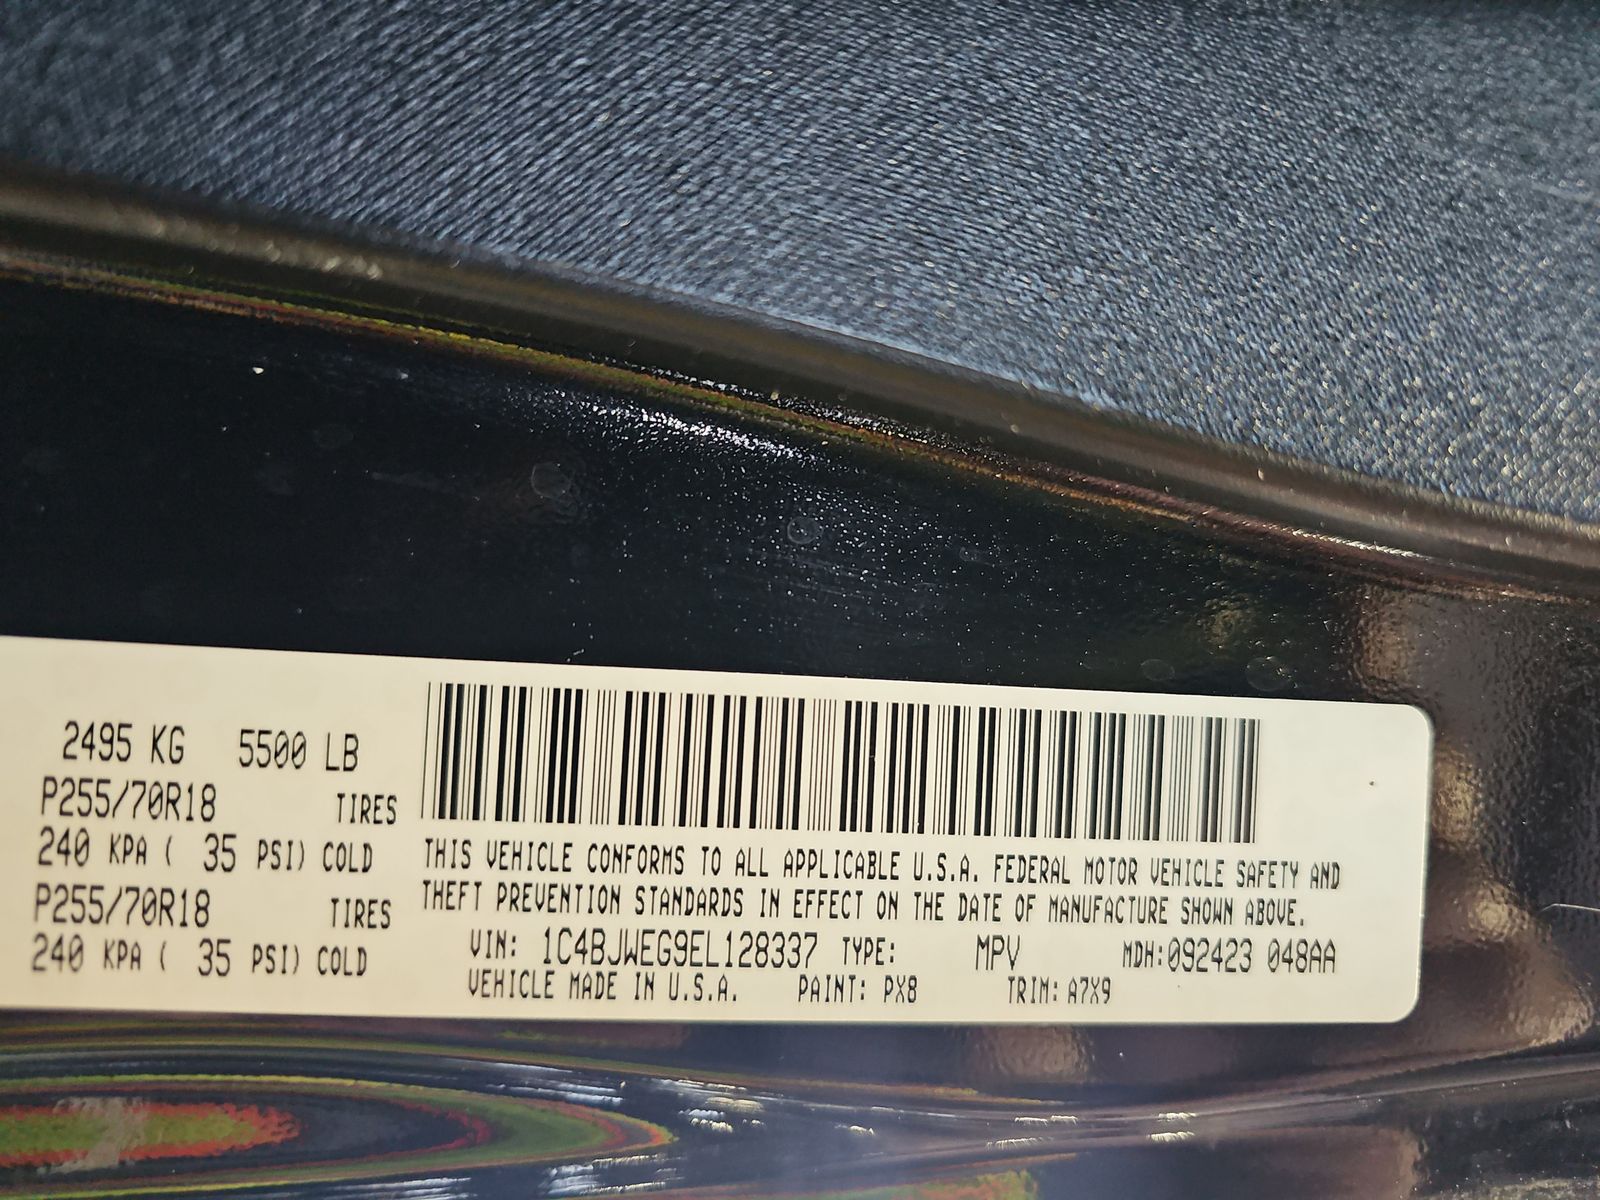 2495 KG 5500 LB
P255/70R18 TIRES
240 KPA ( 35 PSI) COLD
P255/70R18 TIRES
240 KPA ( 35 PSI) COLD
THIS VEHICLE CONFORMS TO ALL APPLICABLE U.S.A. FEDERAL MOTOR VEHICLE SAFETY AND
THEFT PREVENTION STANDARDS IN EFFECT ON THE DATE OF MANUFACTURE SHOWN ABOVE.
VIN: 1C4BJWEG9EL128337 TYPE: MPV MDH:092423 048AA
VEHICLE MADE IN U.S.A. PAINT: PX8 TRIM: A7X9